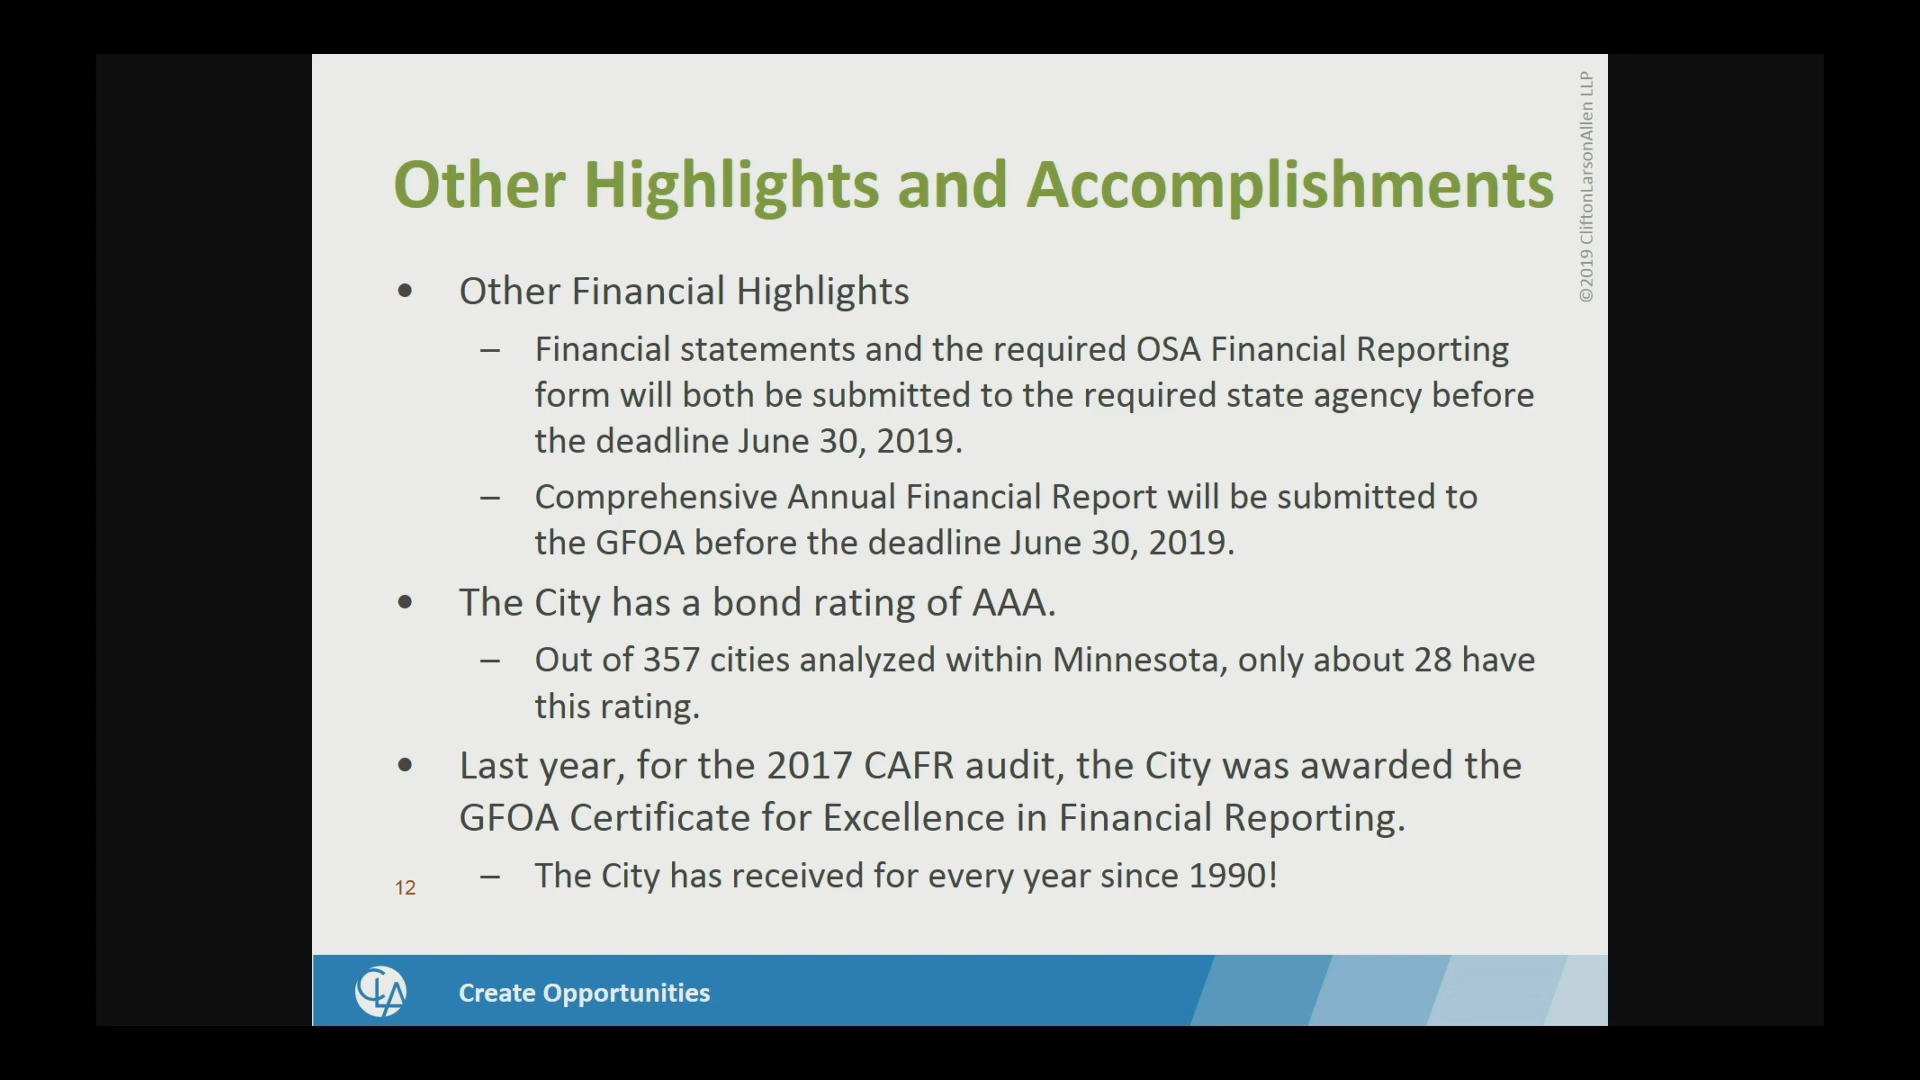 ©2019 CliftonLarsonAllen LLP
Other Highlights and Accomplishments
• Other Financial Highlights
– Financial statements and the required OSA Financial Reporting
form will both be submitted to the required state agency before
the deadline June 30, 2019.
– Comprehensive Annual Financial Report will be submitted to
the GFOA before the deadline June 30, 2019.
• The City has a bond rating of AAA.
– Out of 357 cities analyzed within Minnesota, only about 28 have
this rating.
• Last year, for the 2017 CAFR audit, the City was awarded the
GFOA Certificate for Excellence in Financial Reporting.
– The City has received for every year since 1990!
12
CLA
Create Opportunities